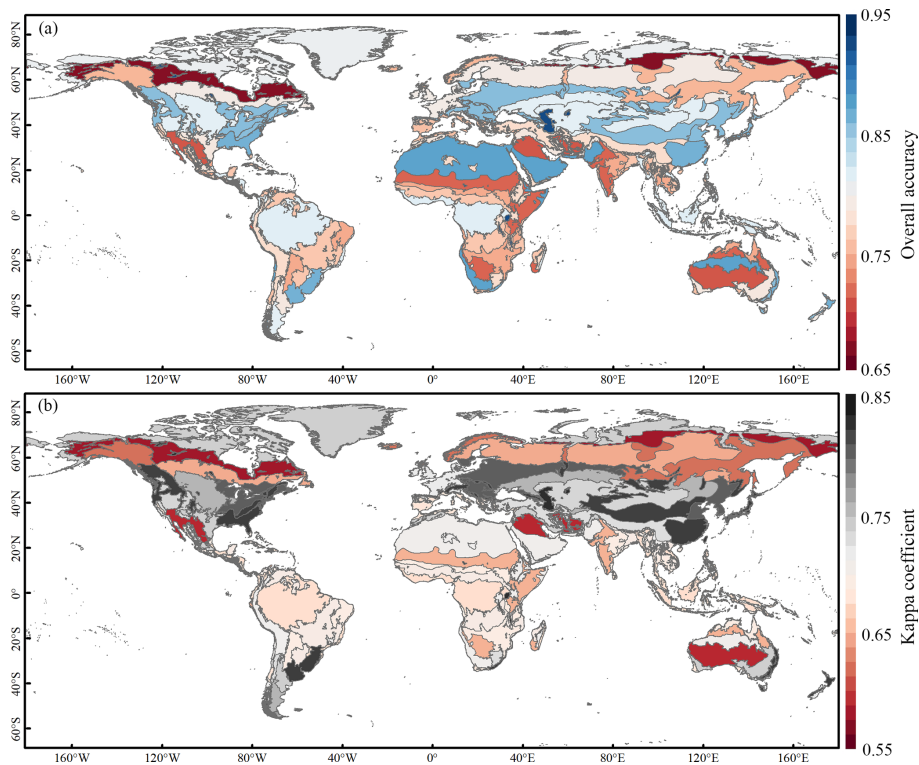 (a)
80°N
60°N
40°N
20°N
0°
20°S
40°S
60°S
160°W 120°W 80°W 40°W 0° 40°E 80°E 120°E 160°E
0.95
0.85
0.75
0.65
Overall accuracy
(b)
80°N
60°N
40°N
20°N
0°
20°S
40°S
60°S
160°W 120°W 80°W 40°W 0° 40°E 80°E 120°E 160°E
0.85
0.75
0.65
0.55
Kappa coefficient